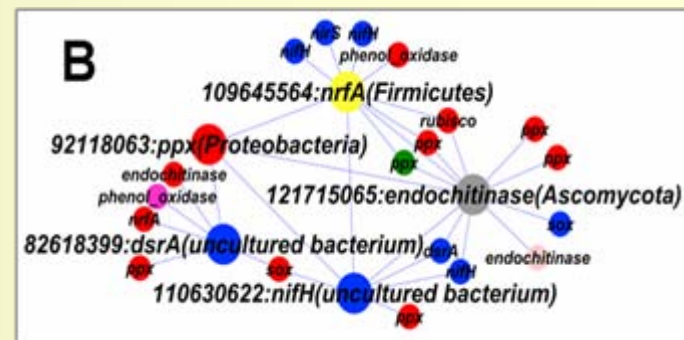 B
nirS
nifH
nifH
phenol_oxidase
109645564:nrfA(Firmicutes)
rubisco
ppx
ppx
92118063:ppx(Proteobacteria)
ppx
ppx
endochitinase
phenol_oxidase
121715065:endochitinase(Ascomycota)
nrfA
sox
82618399:dsrA(uncultured bacterium)
dsrA
endochitinase
ppx
sox
nifH
110630622:nifH(uncultured bacterium)
ppx